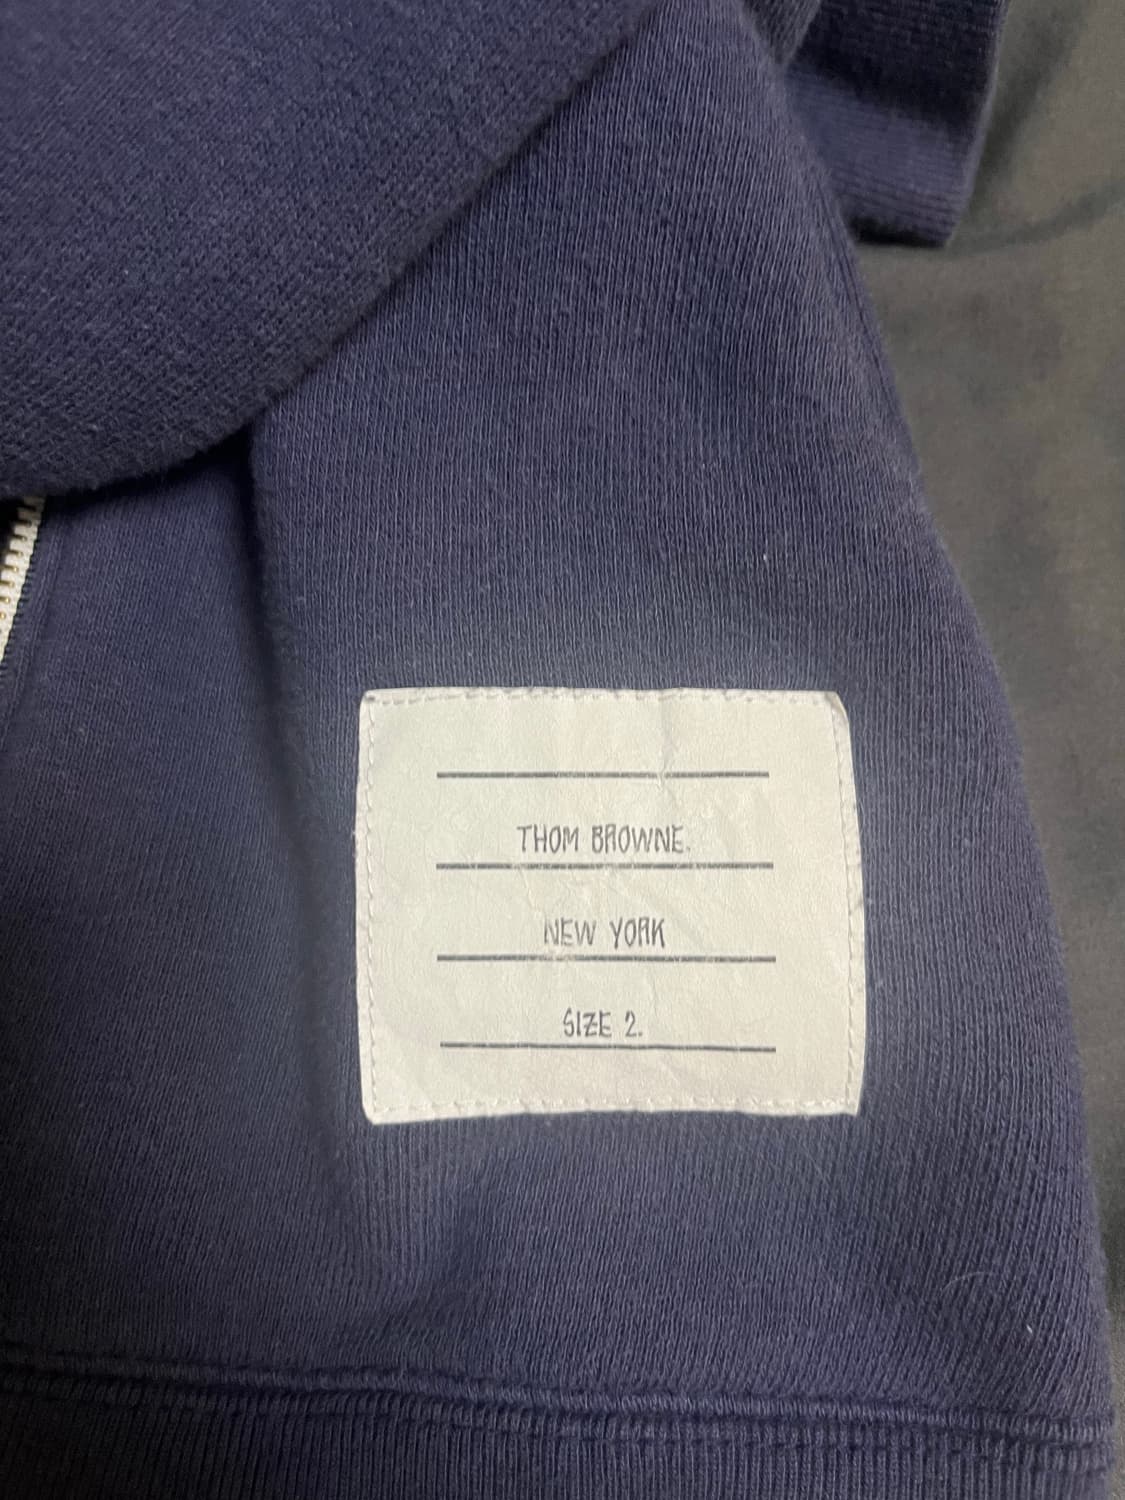 THOM BROWNE.
NEW YORK
SIZE 2.